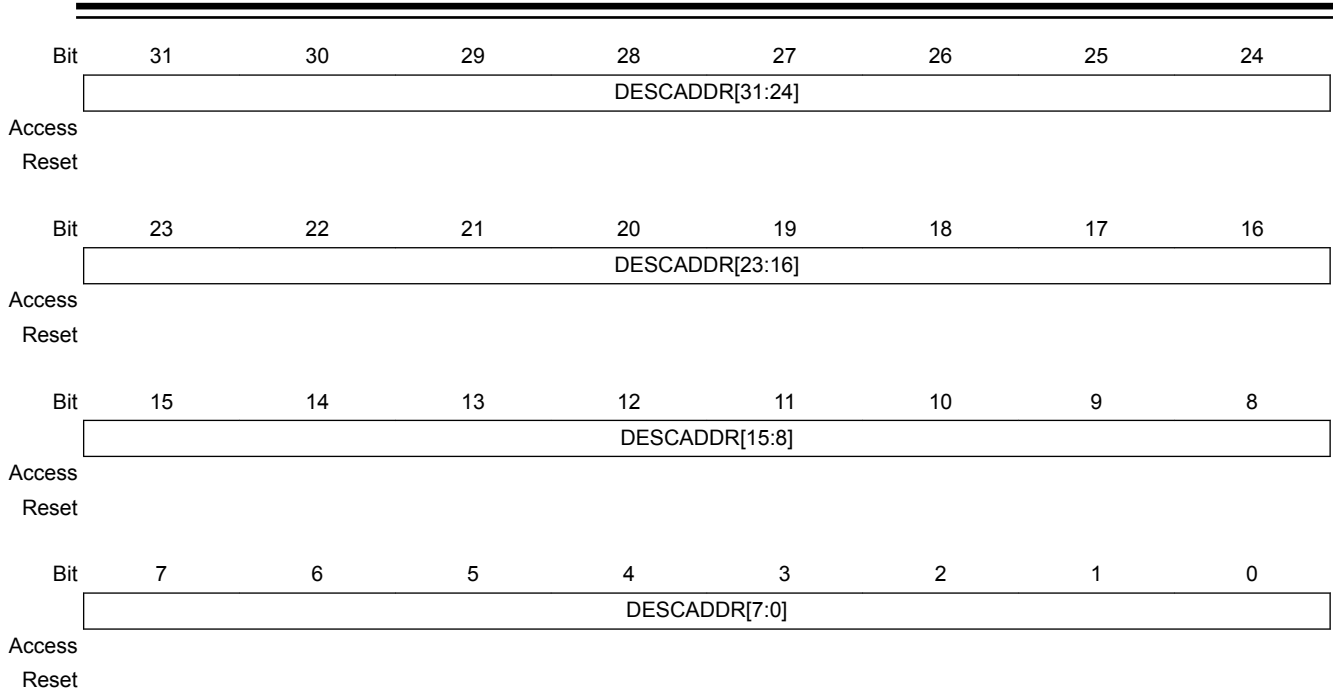 Bit 31 30 29 28 27 26 25 24
DESCADDR[31:24]
Access
Reset
Bit 23 22 21 20 19 18 17 16
DESCADDR[23:16]
Access
Reset
Bit 15 14 13 12 11 10 9 8
DESCADDR[15:8]
Access
Reset
Bit 7 6 5 4 3 2 1 0
DESCADDR[7:0]
Access
Reset